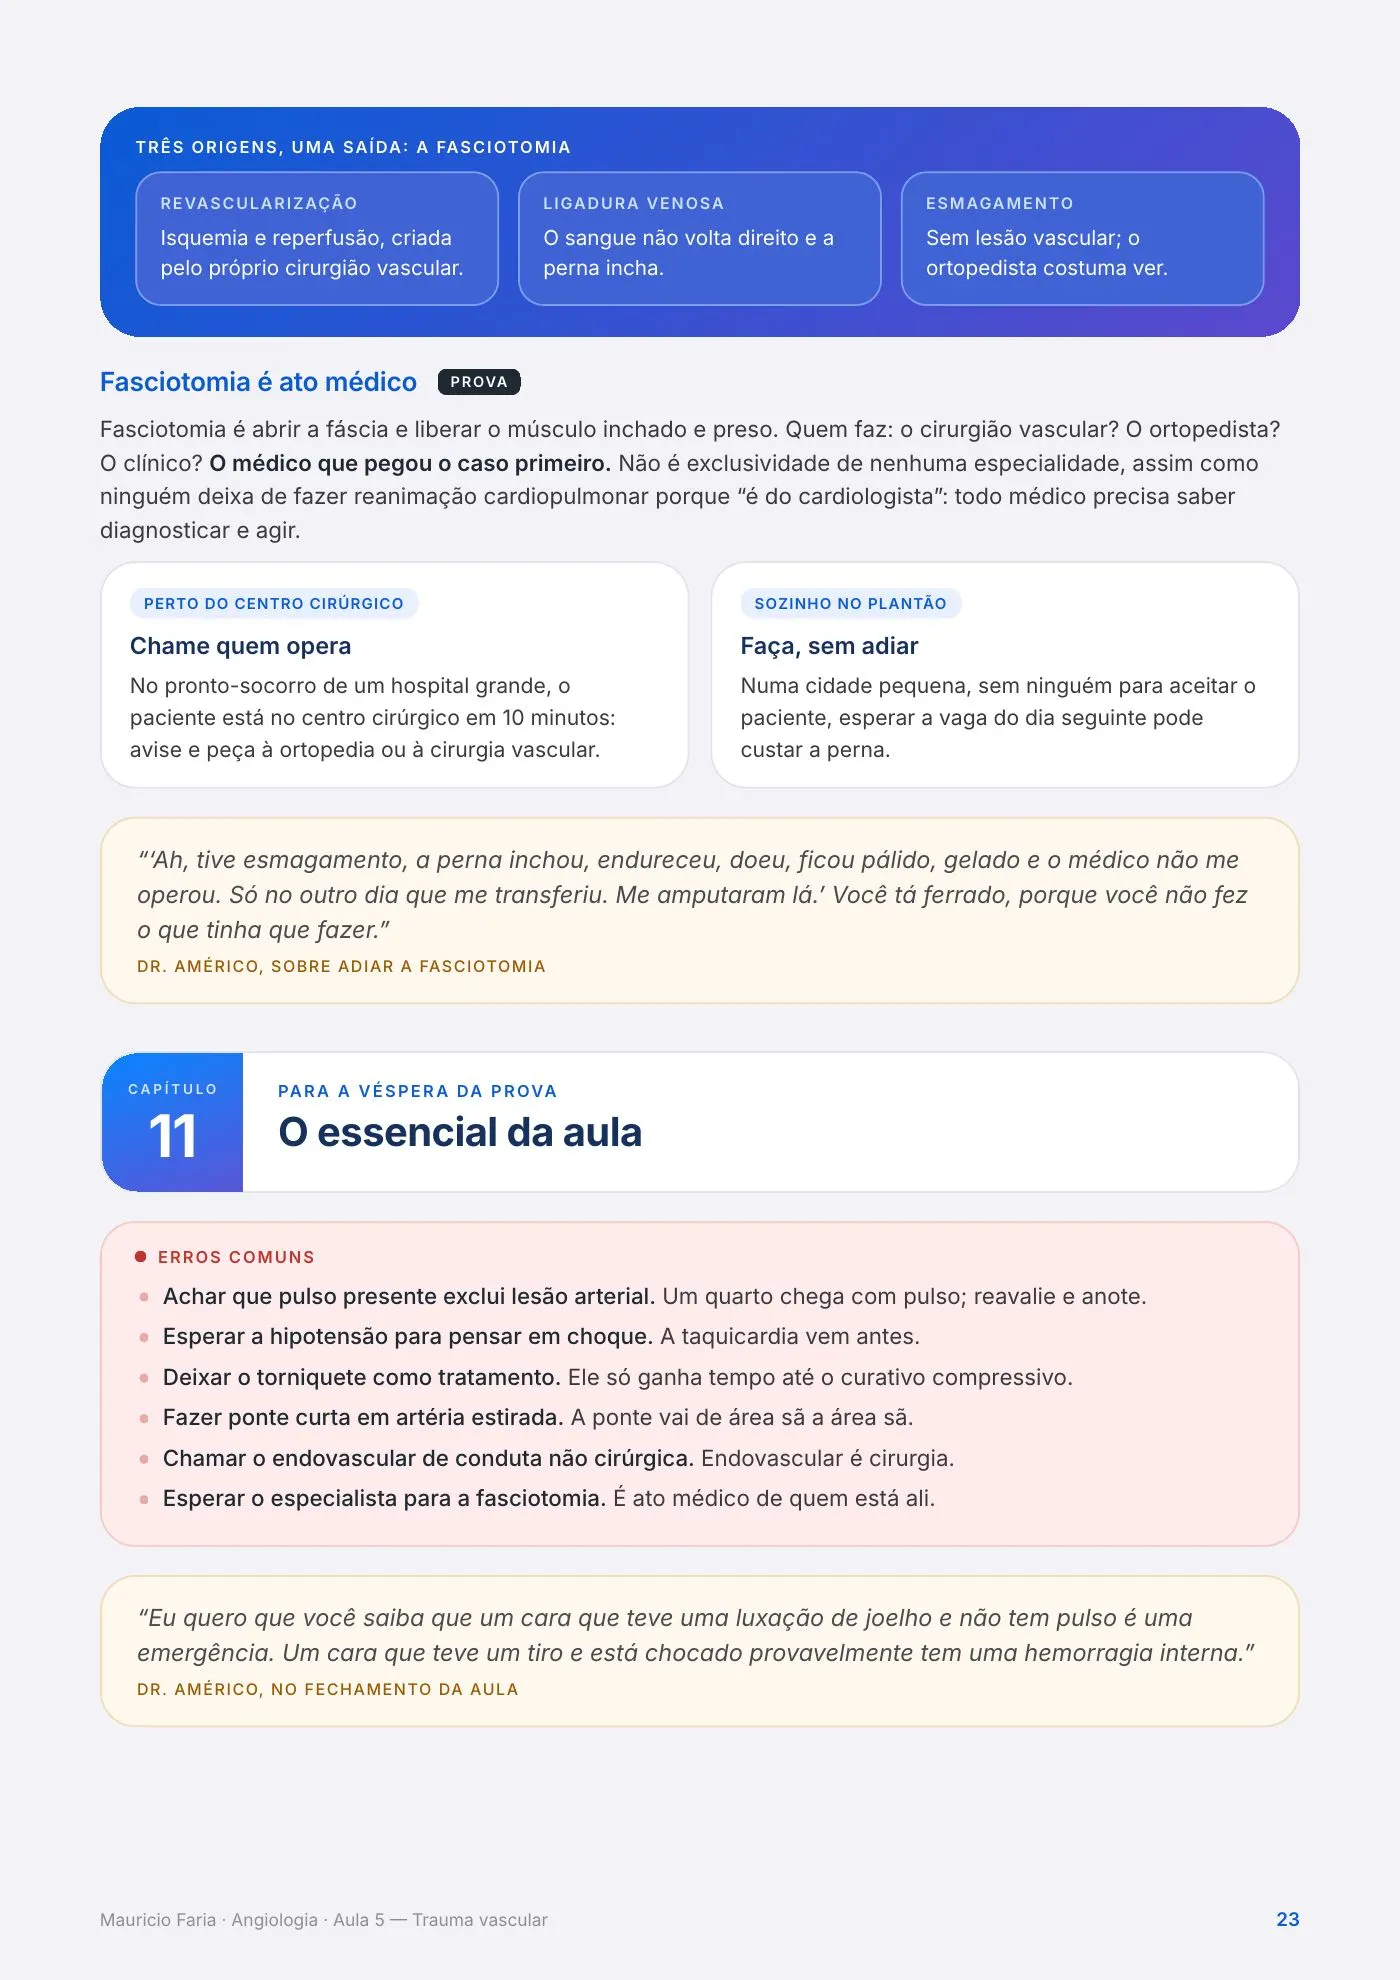 TRÊS ORIGENS, UMA SAÍDA: A FASCIOTOMIA
REVASCULARIZAÇÃO
Isquemia e reperfusão, criada
pelo próprio cirurgião vascular.
LIGADURA VENOSA
O sangue não volta direito e a
perna incha.
ESMAGAMENTO
Sem lesão vascular; o
ortopedista costuma ver.
Fasciotomia é ato médico PROVA
Fasciotomia é abrir a fáscia e liberar o músculo inchado e preso. Quem faz: o cirurgião vascular? O ortopedista?
O clínico? O médico que pegou o caso primeiro. Não é exclusividade de nenhuma especialidade, assim como
ninguém deixa de fazer reanimação cardiopulmonar porque “é do cardiologista”: todo médico precisa saber
diagnosticar e agir.
PERTO DO CENTRO CIRÚRGICO
Chame quem opera
No pronto-socorro de um hospital grande, o
paciente está no centro cirúrgico em 10 minutos:
avise e peça à ortopedia ou à cirurgia vascular.
SOZINHO NO PLANTÃO
Faça, sem adiar
Numa cidade pequena, sem ninguém para aceitar o
paciente, esperar a vaga do dia seguinte pode
custar a perna.
“‘Ah, tive esmagamento, a perna inchou, endureceu, doeu, ficou pálido, gelado e o médico não me
operou. Só no outro dia que me transferiu. Me amputaram lá.’ Você tá ferrado, porque você não fez
o que tinha que fazer.”
DR. AMÉRICO, SOBRE ADIAR A FASCIOTOMIA
CAPÍTULO
11
PARA A VÉSPERA DA PROVA
O essencial da aula
ERROS COMUNS
Achar que pulso presente exclui lesão arterial. Um quarto chega com pulso; reavalie e anote.
Esperar a hipotensão para pensar em choque. A taquicardia vem antes.
Deixar o torniquete como tratamento. Ele só ganha tempo até o curativo compressivo.
Fazer ponte curta em artéria estirada. A ponte vai de área sã a área sã.
Chamar o endovascular de conduta não cirúrgica. Endovascular é cirurgia.
Esperar o especialista para a fasciotomia. É ato médico de quem está ali.
“Eu quero que você saiba que um cara que teve uma luxação de joelho e não tem pulso é uma
emergência. Um cara que teve um tiro e está chocado provavelmente tem uma hemorragia interna.”
DR. AMÉRICO, NO FECHAMENTO DA AULA
Mauricio Faria · Angiologia · Aula 5 — Trauma vascular
23